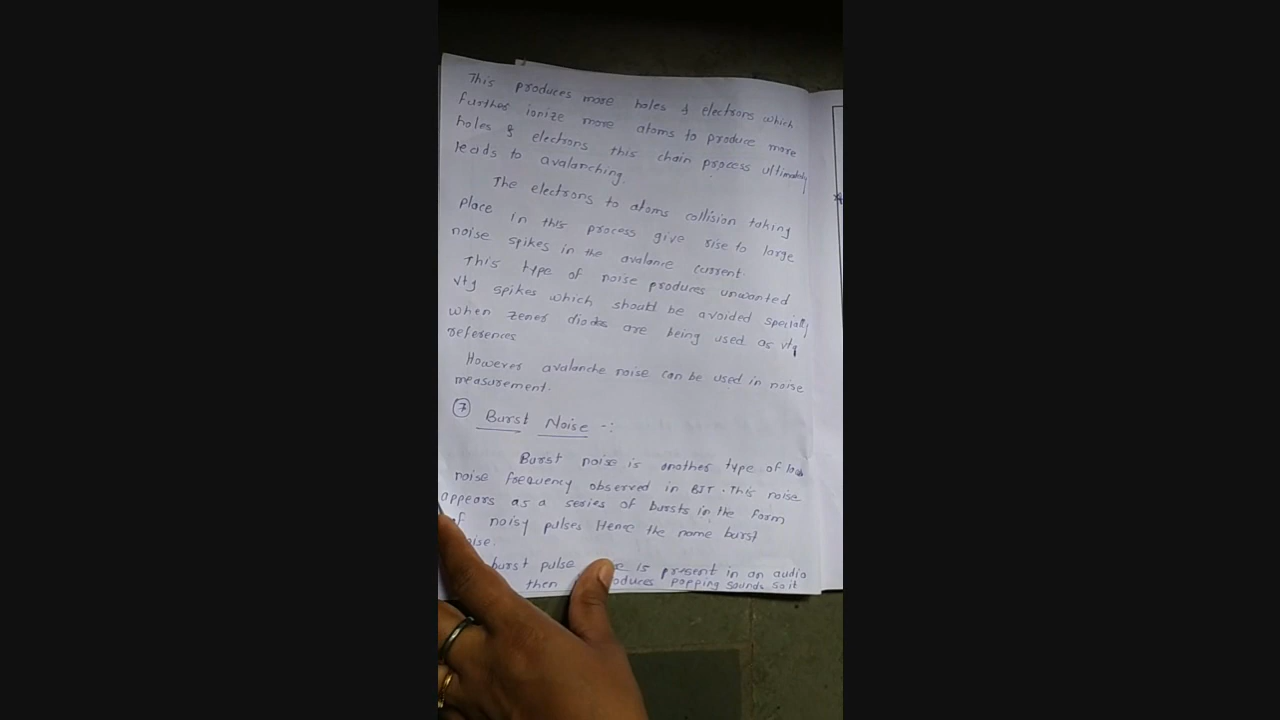 This produces more holes & electrons which
further ionize more atoms to produce more
holes & electrons this chain process ultimately
leads to avalanching.
The electrons to atoms collision taking
place in this process give rise to large
noise spikes in the avalanre current.
This type of noise produces unwanted
vtg spikes which should be avoided specially
when zener diodes are being used as vtg
references
However avalanche noise can be used in noise
measurement.
7 Burst Noise -:
Burst noise is another type of
noise frequency observed in BJT. This noise
appears as a series of bursts in the form
of noisy pulses Hence the name burst
burst pulse is present in an audio
then popping sounds. so it